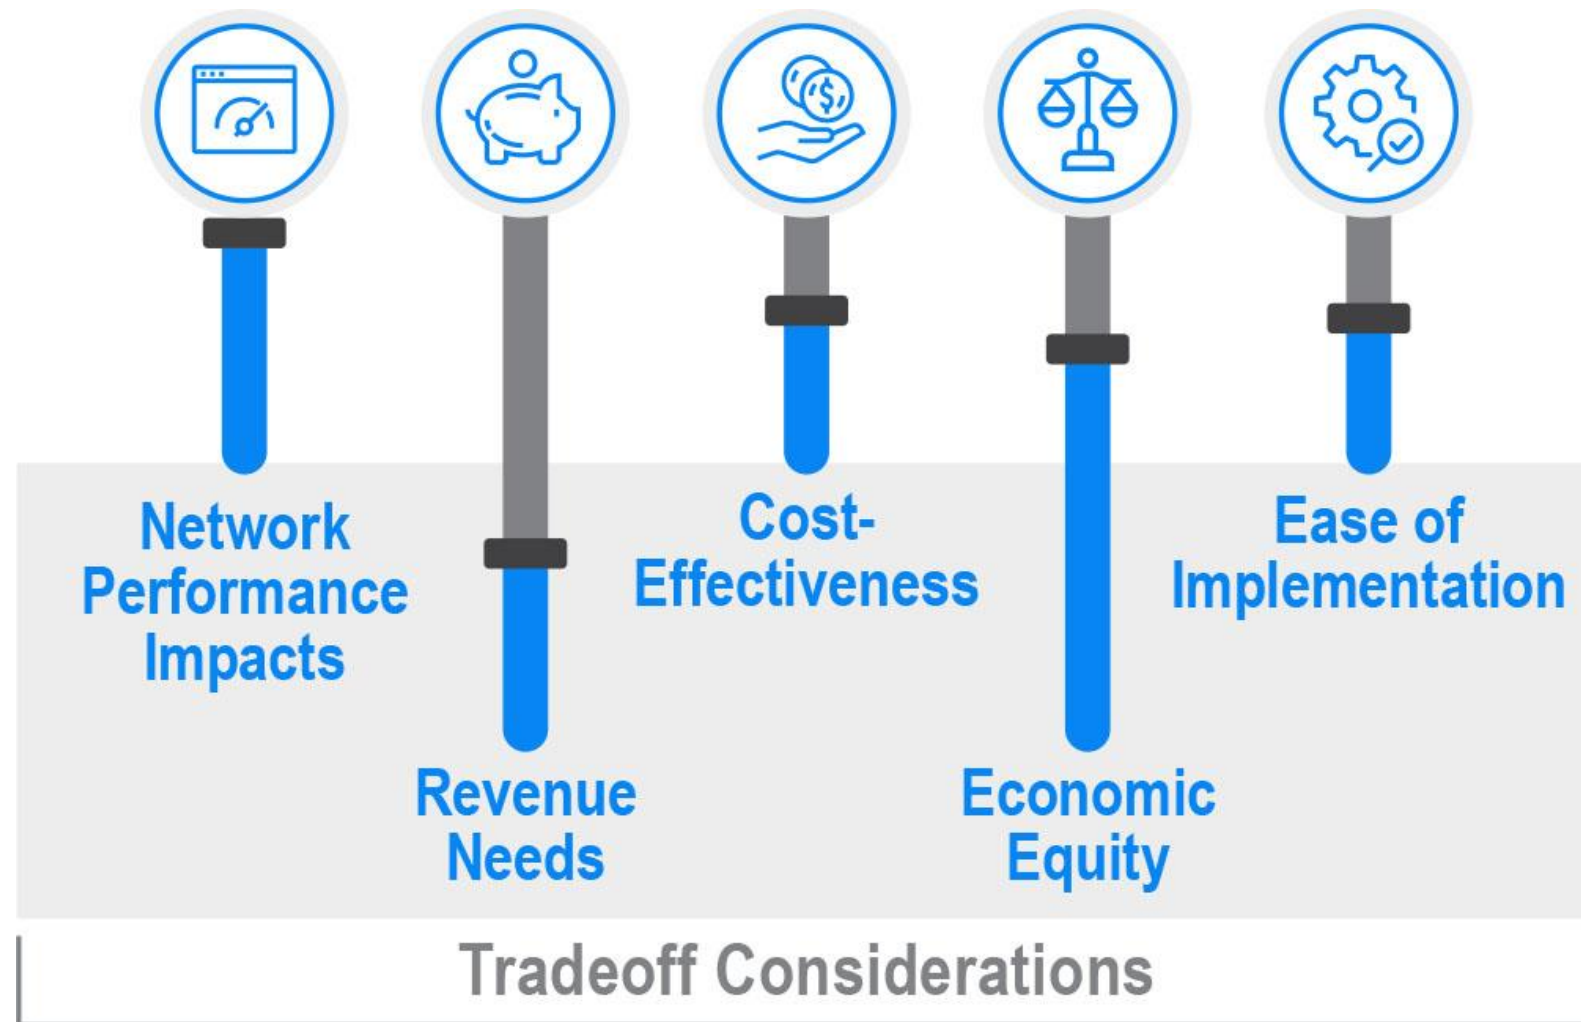 Network
Performance
Impacts
Revenue
Needs
Cost-
Effectiveness
Economic
Equity
Ease of
Implementation
Tradeoff Considerations